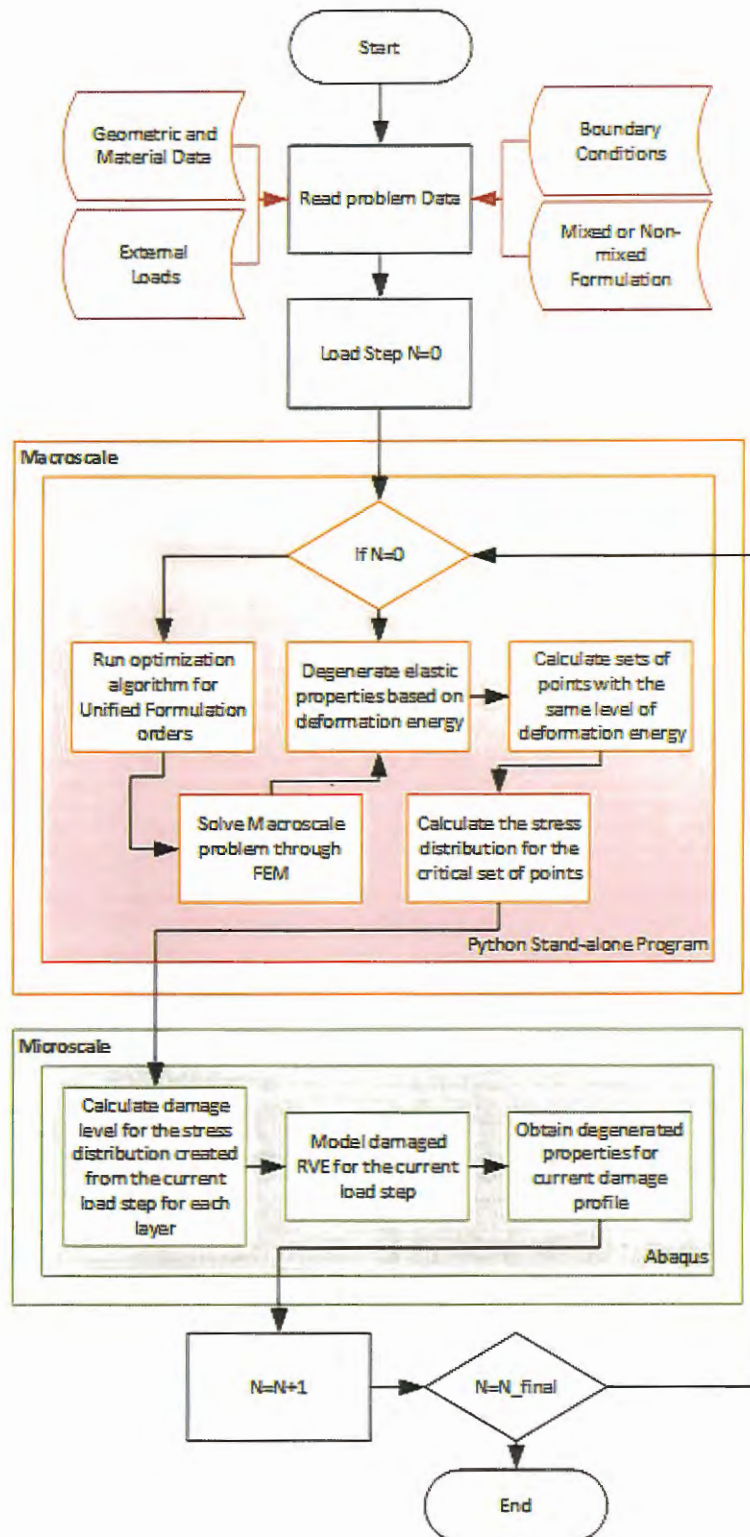 Start
Geometric and
Material Data
Boundary
Conditions
Read problem Data
External
Loads
Mixed or Non-
mixed
Formulation
Load Step N=0
Macroscale
If N=0
Run optimization
algorithm for
Unified Formulation
orders
Degenerate elastic
properties based on
deformation energy
Calculate sets of
points with the
same level of
deformation energy
Solve Macroscale
problem through
FEM
Calculate the stress
distribution for the
critical set of points
Python Stand-alone Program
Microscale
Calculate damage
level for the stress
distribution created
from the current
load step for each
layer
Model damaged
RVE for the current
load step
Obtain degenerated
properties for
current damage
profile
Abaqus
N=N+1
N=N_final
End